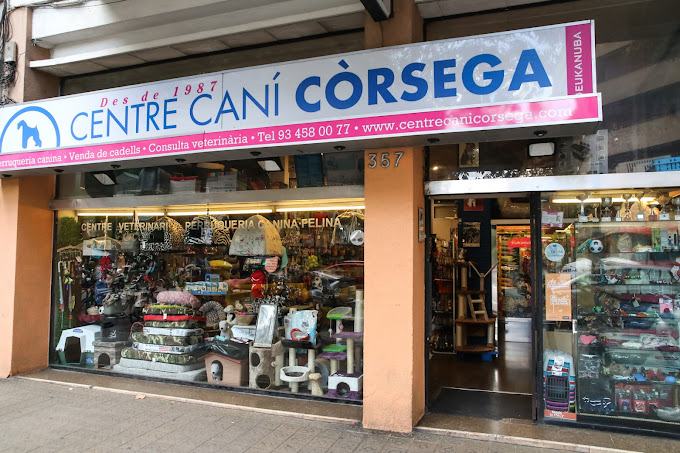 Des de 1987
CENTRE CANÍ CÒRSEGA
EUKANUBA
erruqueria canina • Venda de cadells • Consulta veterinària • Tel 93 458 00 77 • www.centrecanicorsega.com
357
CENTRE VETERINARI PERRUQUERIA CANINA FELINA